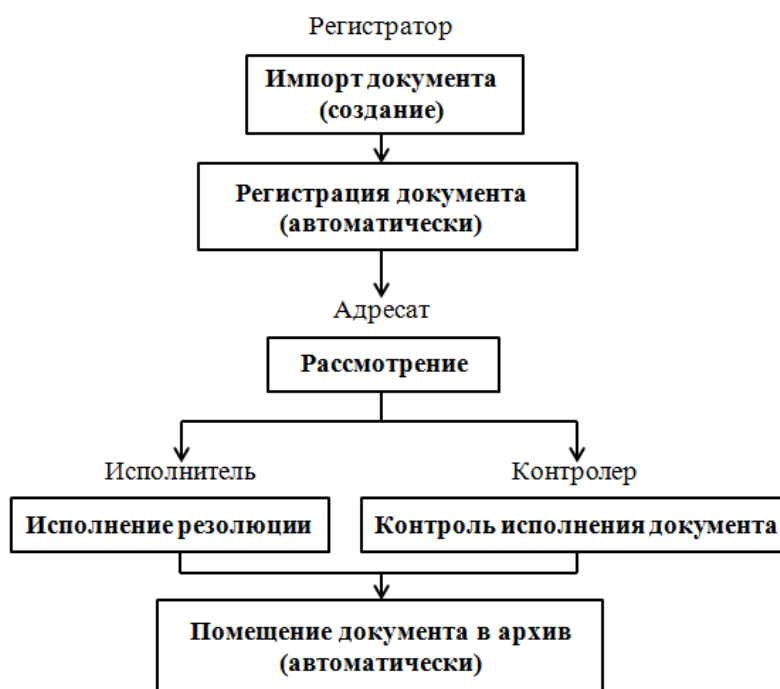 Регистратор
Импорт документа
(создание)
Регистрация документа
(автоматически)
Адресат
Рассмотрение
Исполнитель
Контролер
Исполнение резолюции
Контроль исполнения документа
Помещение документа в архив
(автоматически)